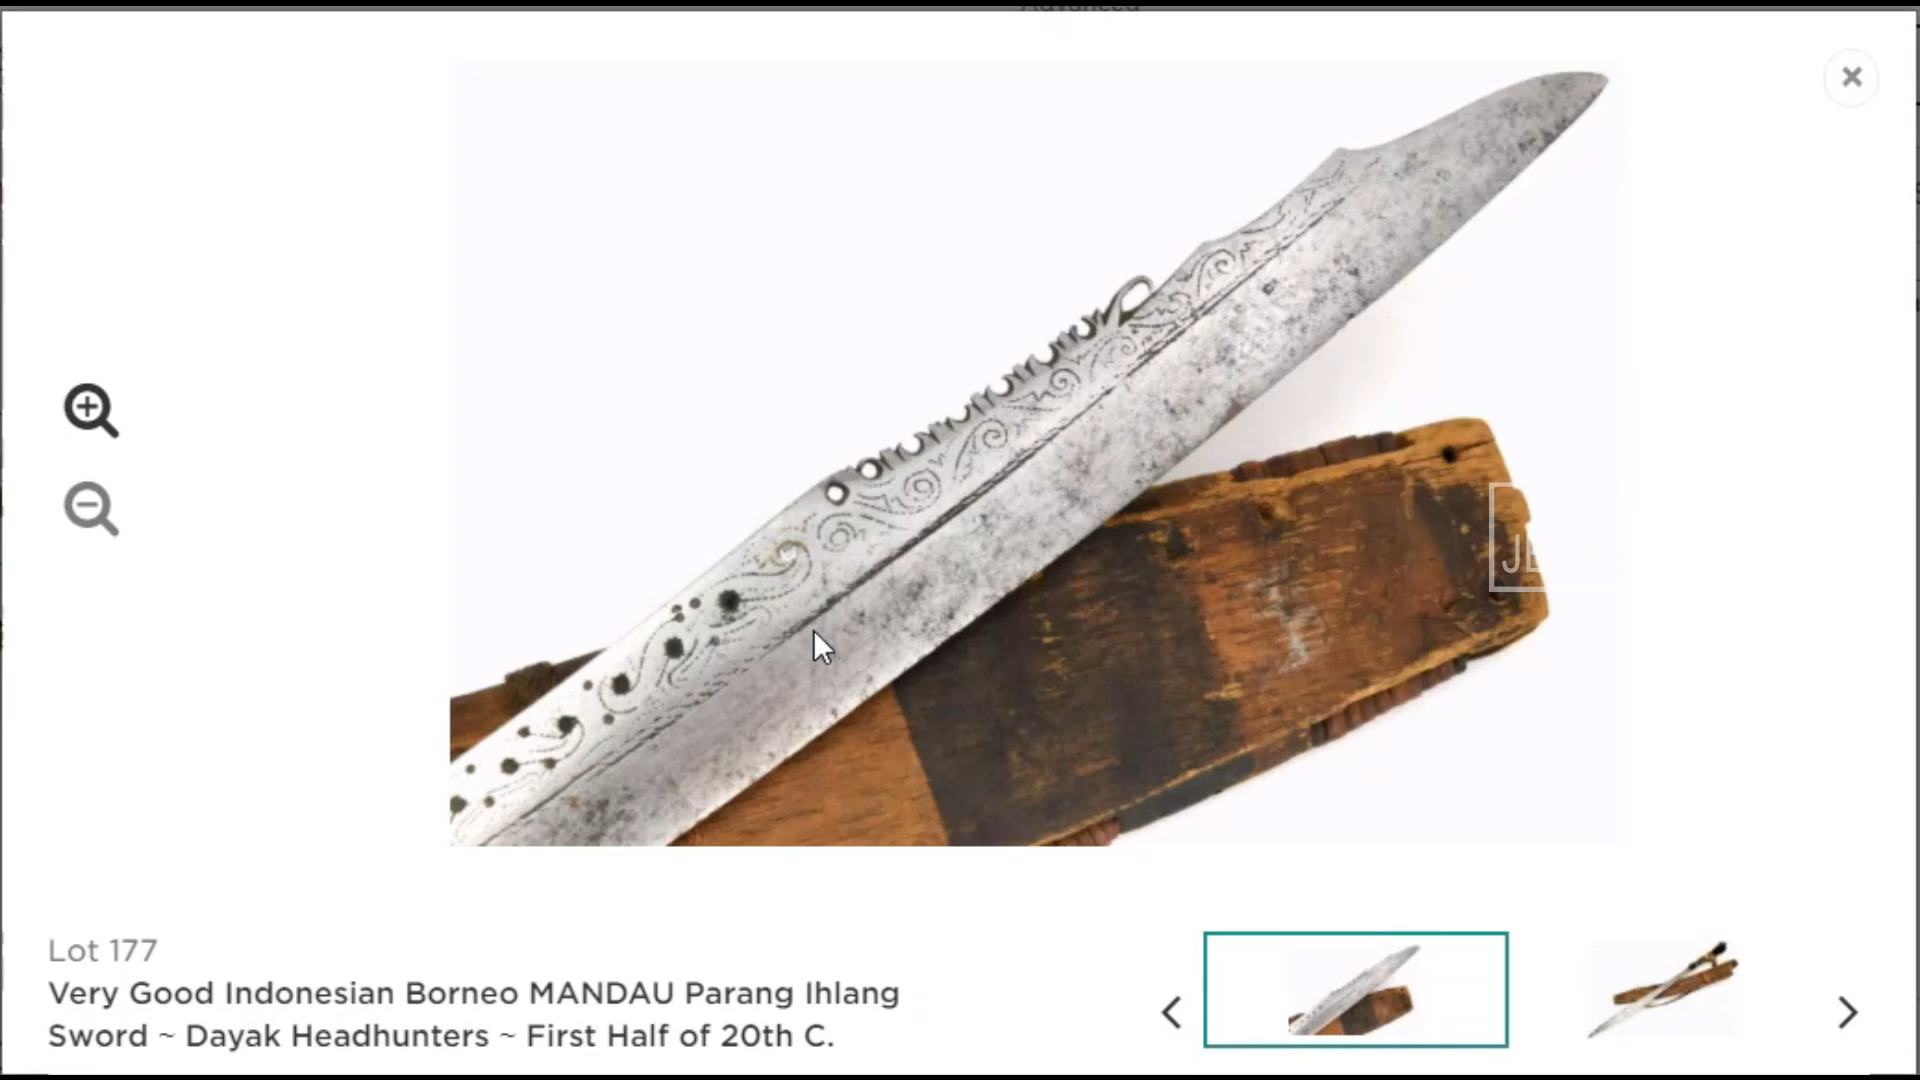 Lot 177
Very Good Indonesian Borneo MANDAU Parang Ihlang
Sword ~ Dayak Headhunters ~ First Half of 20th C.